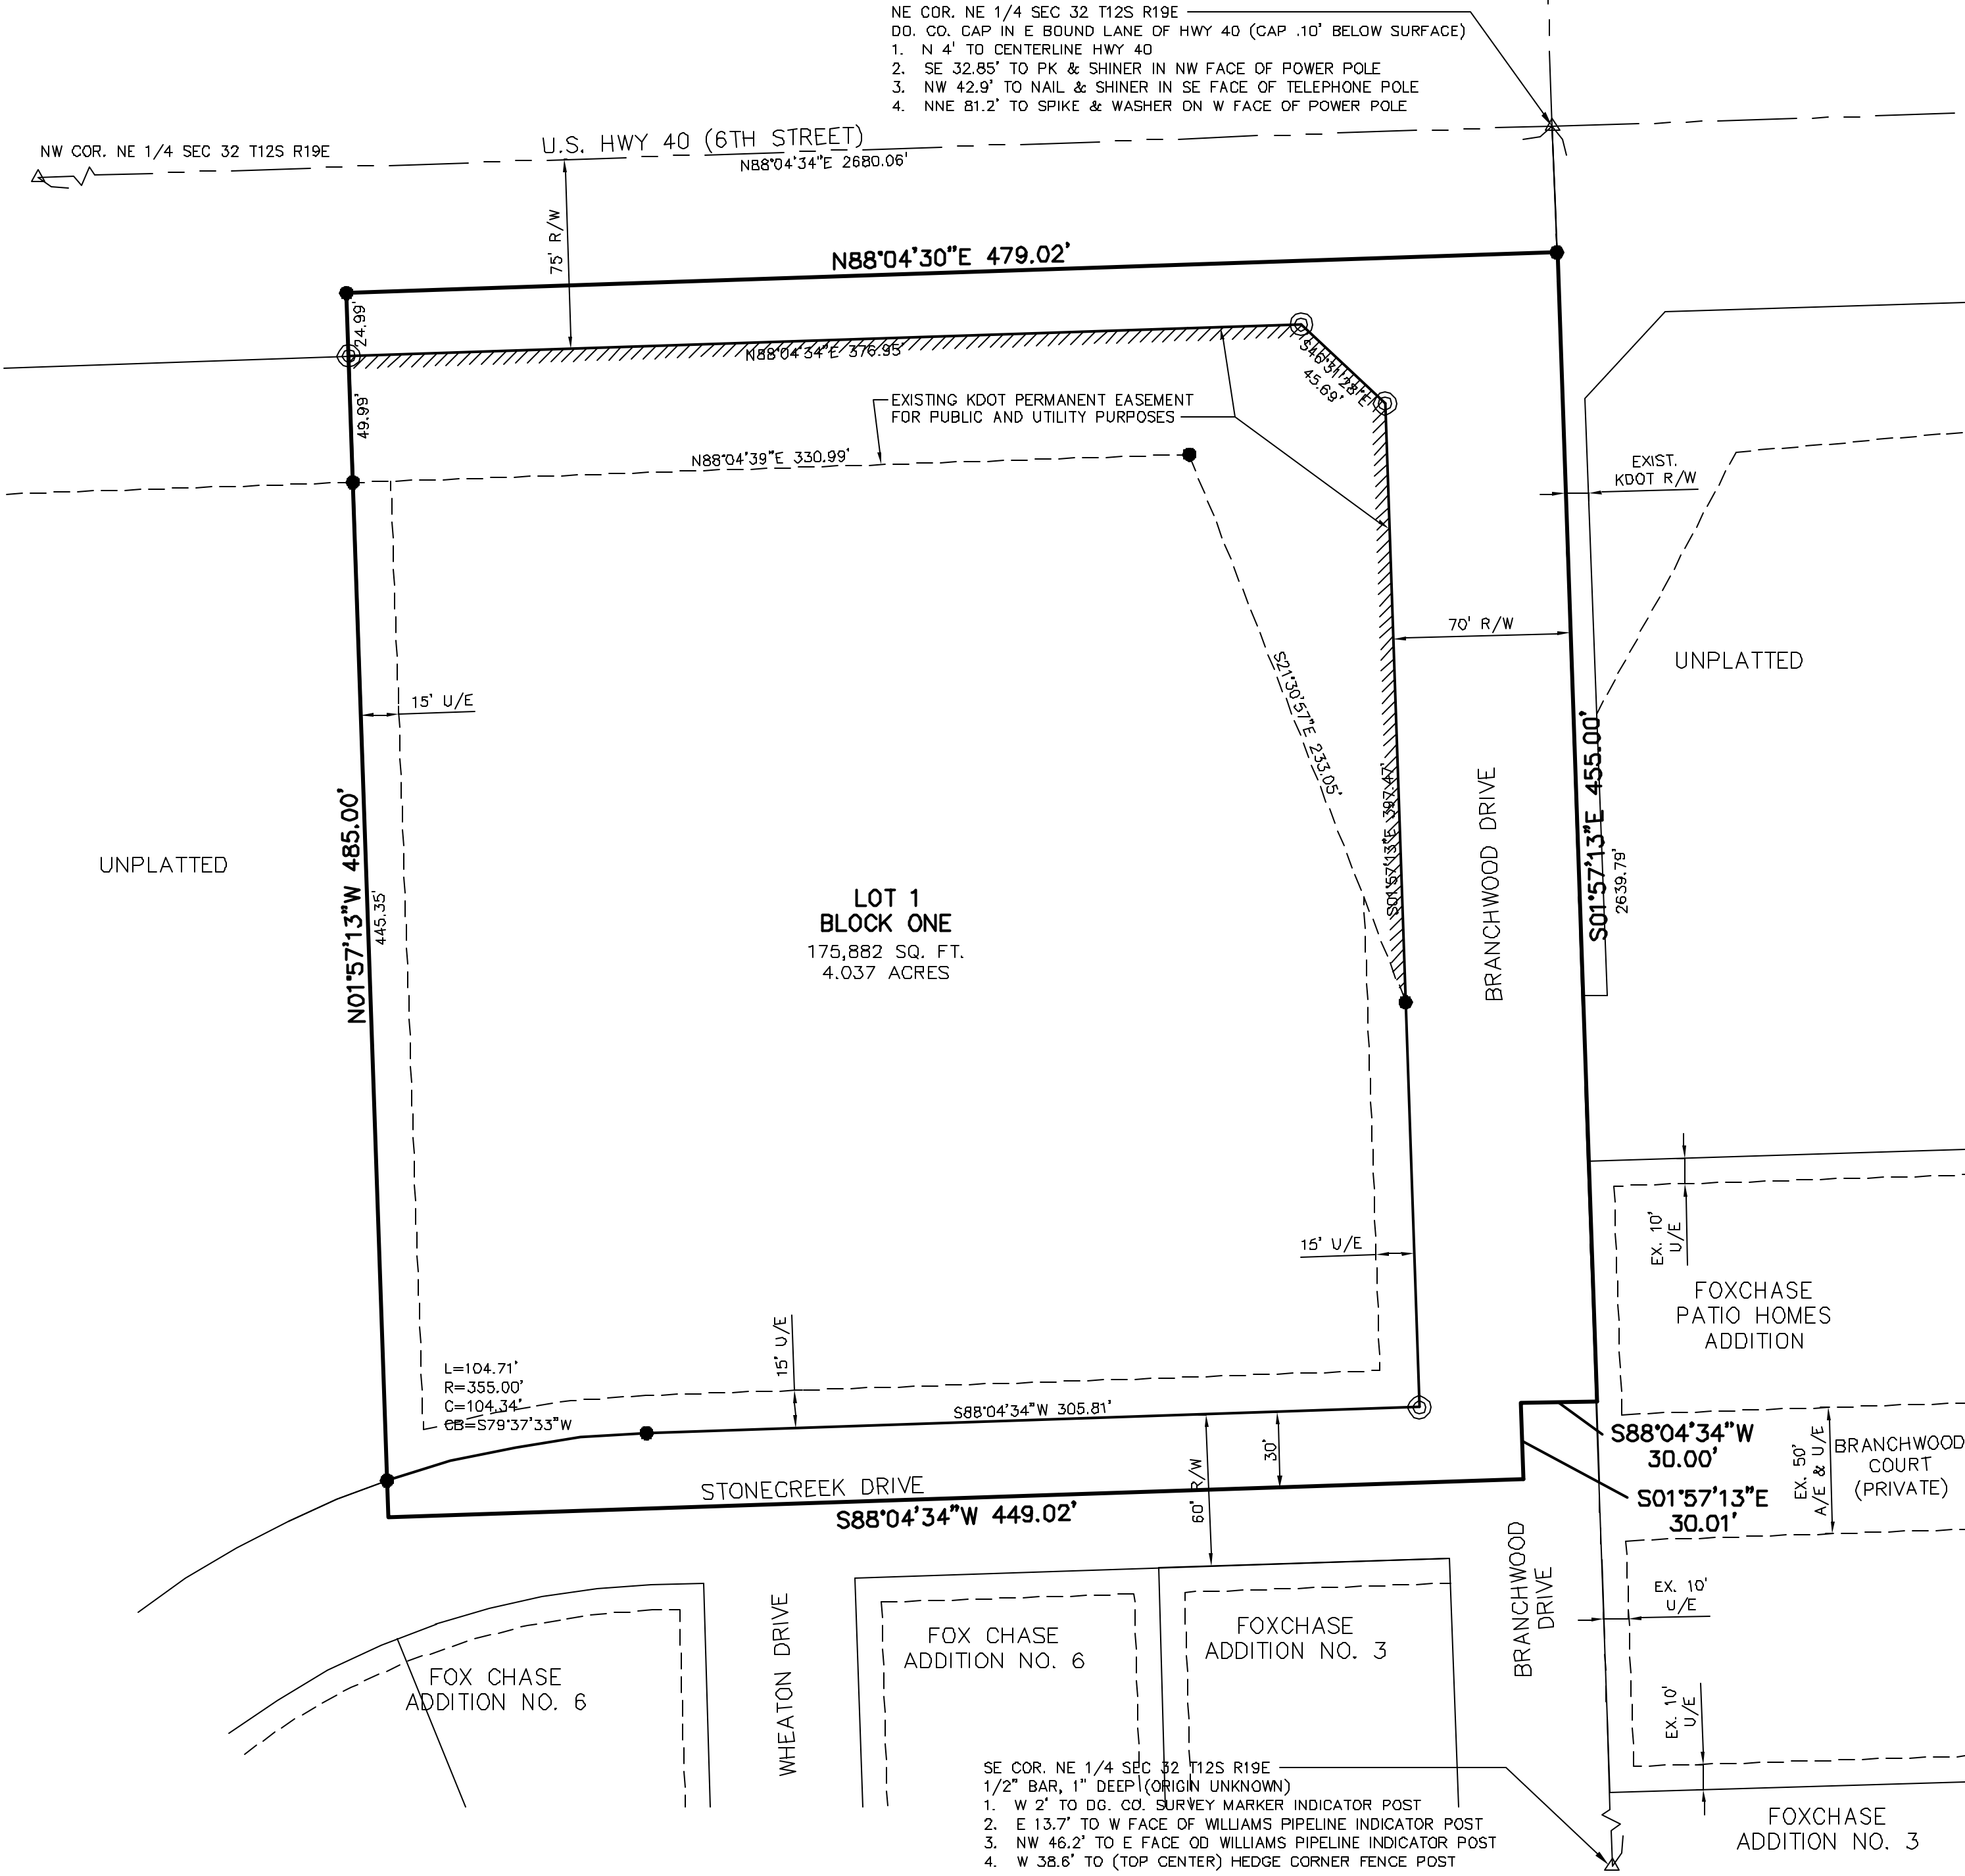 NE COR. NE 1/4 SEC 32 T12S R19E
DO. CO. CAP IN E BOUND LANE OF HWY 40 (CAP .10' BELOW SURFACE)
1. N 4' TO CENTERLINE HWY 40
2. SE 32.85' TO PK & SHINER IN NW FACE OF POWER POLE
3. NW 42.9' TO NAIL & SHINER IN SE FACE OF TELEPHONE POLE
4. NNE 81.2' TO SPIKE & WASHER ON W FACE OF POWER POLE
NW COR. NE 1/4 SEC 32 T12S R19E
U.S. HWY 40 (6TH STREET)
N88°04'34"E 2680.06'
75' R/W
N88°04'30"E 479.02'
24.99'
N88°04'34"E 376.95'
S46°31'28"E
45.69'
49.99'
EXISTING KDOT PERMANENT EASEMENT
FOR PUBLIC AND UTILITY PURPOSES
N88°04'39"E 330.99'
EXIST.
KDOT R/W
70' R/W
UNPLATTED
S21°30'57"E 233.05'
15' U/E
S01°57'13"E 397.47'
BRANCHWOOD DRIVE
S01°57'13"E 455.00'
2639.79'
UNPLATTED
N01°57'13"W 485.00'
445.35'
LOT 1
BLOCK ONE
175,882 SQ. FT.
4.037 ACRES
15' U/E
EX. 10'
U/E
FOXCHASE
PATIO HOMES
ADDITION
15' U/E
L=104.71'
R=355.00'
C=104.34'
CB=S79°37'33"W
S88°04'34"W 305.81'
30'
60' R/W
STONECREEK DRIVE
S88°04'34"W 449.02'
S88°04'34"W
30.00'
S01°57'13"E
30.01'
EX. 50'
A/E & U/E
BRANCHWOOD
COURT
(PRIVATE)
BRANCHWOOD
DRIVE
EX. 10'
U/E
WHEATON DRIVE
FOX CHASE
ADDITION NO. 6
FOXCHASE
ADDITION NO. 3
FOX CHASE
ADDITION NO. 6
EX. 10'
U/E
SE COR. NE 1/4 SEC 32 T12S R19E
1/2" BAR, 1" DEEP (ORIGIN UNKNOWN)
1. W 2' TO DG. CO. SURVEY MARKER INDICATOR POST
2. E 13.7' TO W FACE OF WILLIAMS PIPELINE INDICATOR POST
3. NW 46.2' TO E FACE OD WILLIAMS PIPELINE INDICATOR POST
4. W 38.6' TO (TOP CENTER) HEDGE CORNER FENCE POST
FOXCHASE
ADDITION NO. 3